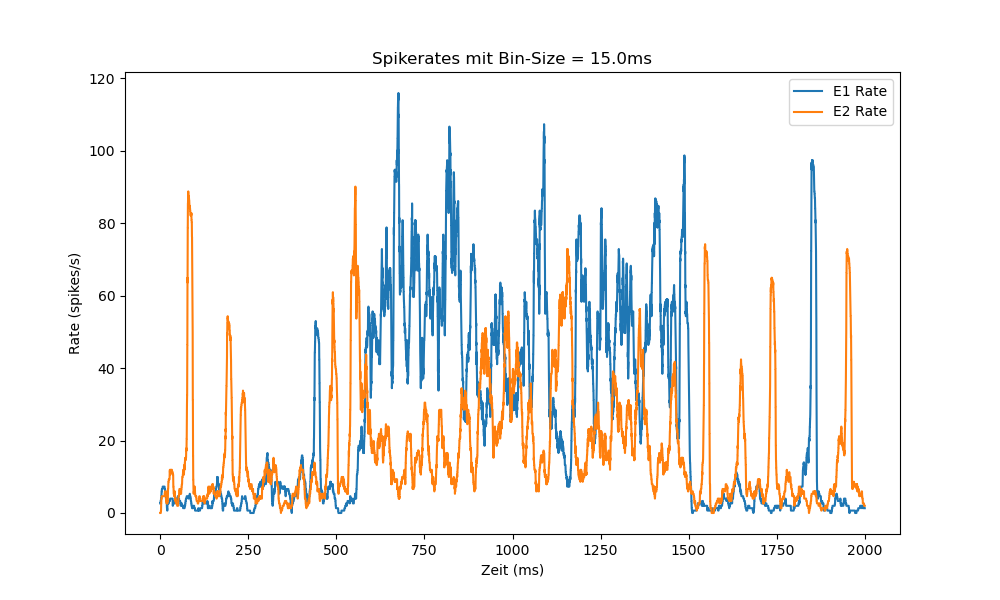 Spikerates mit Bin-Size = 15.0ms
E1 Rate
E2 Rate
120
100
80
60
40
20
0
Rate (spikes/s)
0 250 500 750 1000 1250 1500 1750 2000
Zeit (ms)